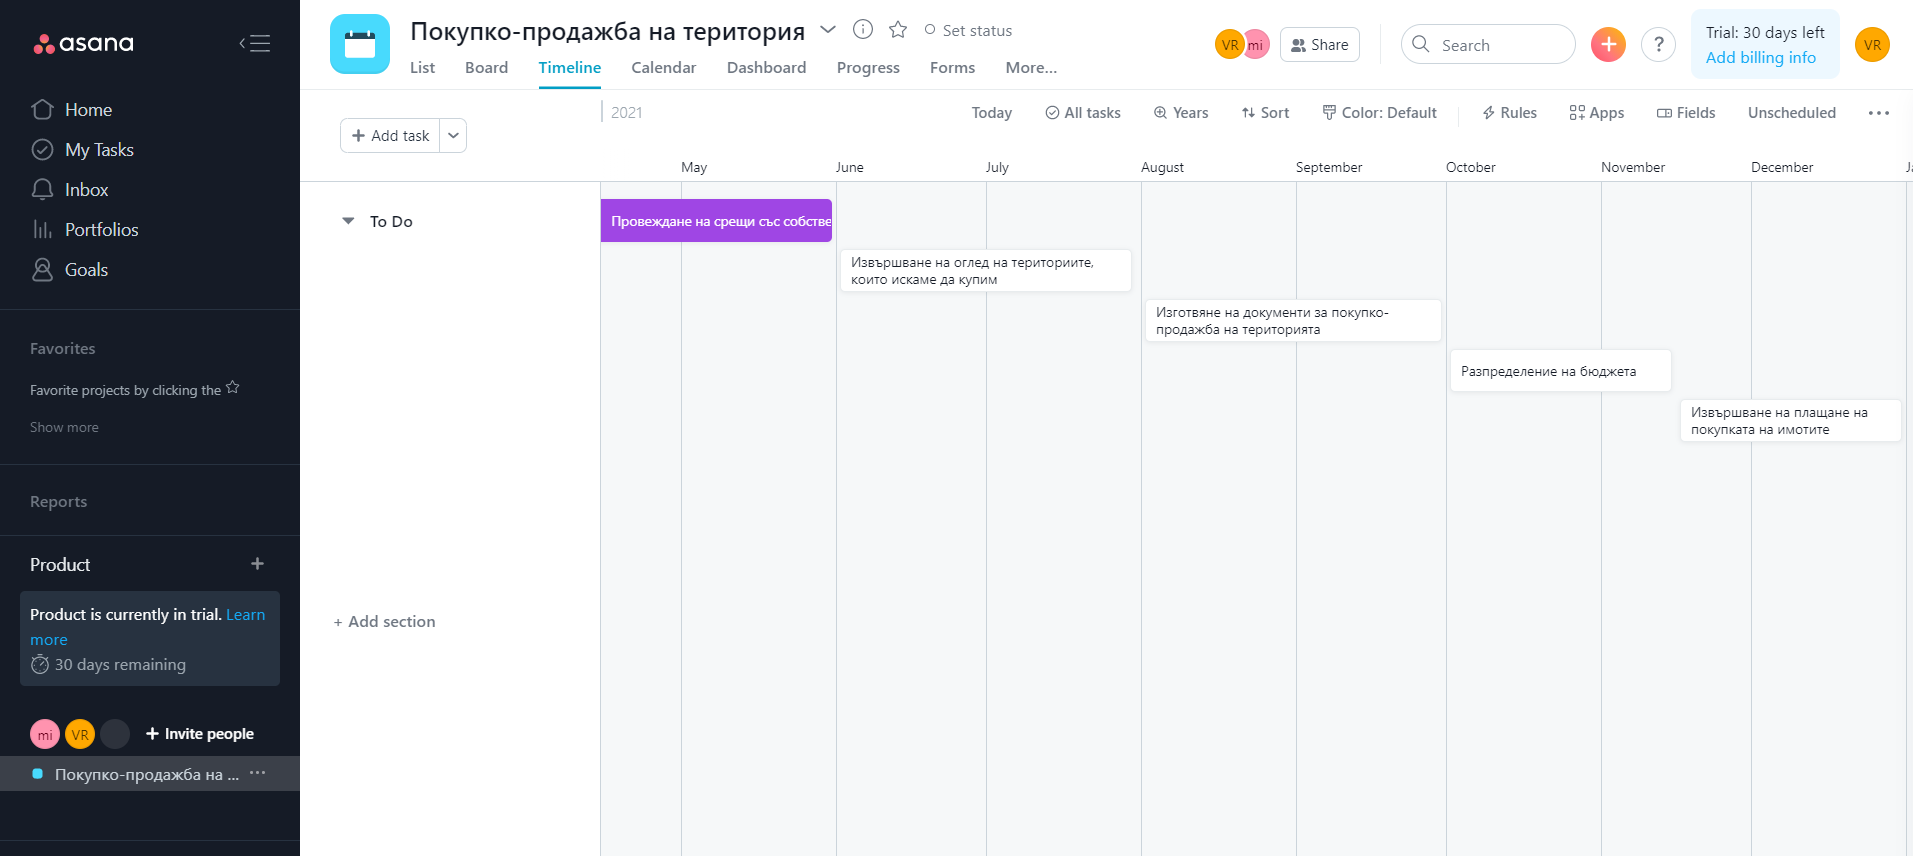 asana
Home
My Tasks
Inbox
Portfolios
Goals
Favorites
Favorite projects by clicking the
Show more
Reports
Product
Product is currently in trial. Learn
more
30 days remaining
mi VR + Invite people
Покупко-продажба на ... ...
Покупко-продажба на територия
Set status
List Board Timeline Calendar Dashboard Progress Forms More...
VR mi Share
Search
+ ?
Trial: 30 days left
Add billing info
VR
+ Add task
2021
Today All tasks Years Sort Color: Default Rules Apps Fields Unscheduled ...
May June July August September October November December
To Do
Провеждане на срещи със собстве
Извършване на оглед на териториите,
които искаме да купим
Изготвяне на документи за покупко-
продажба на територията
Разпределение на бюджета
Извършване на плащане на
покупката на имотите
+ Add section